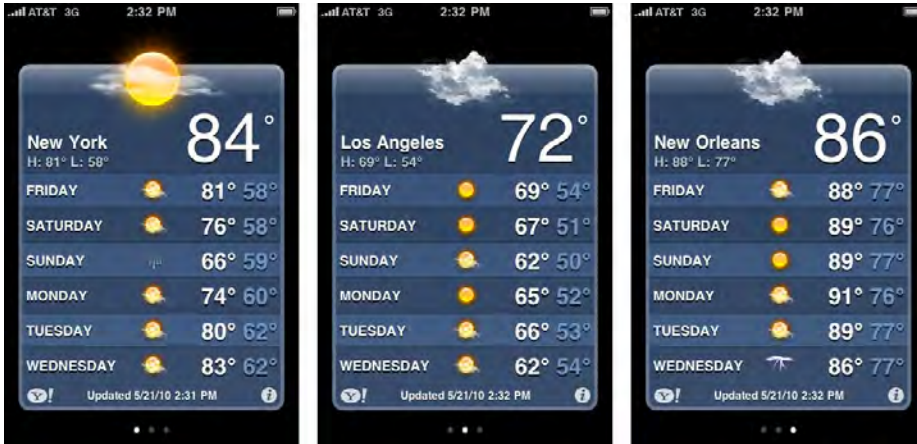 AT&T 3G 2:32 PM
New York
84°
H: 81° L: 58°
FRIDAY 81° 58°
SATURDAY 76° 58°
SUNDAY 66° 59°
MONDAY 74° 60°
TUESDAY 80° 62°
WEDNESDAY 83° 62°
Y! Updated 5/21/10 2:31 PM i
AT&T 3G 2:32 PM
Los Angeles
72°
H: 69° L: 54°
FRIDAY 69° 54°
SATURDAY 67° 51°
SUNDAY 62° 50°
MONDAY 65° 52°
TUESDAY 66° 53°
WEDNESDAY 62° 54°
Y! Updated 5/21/10 2:32 PM i
AT&T 3G 2:32 PM
New Orleans
86°
H: 88° L: 77°
FRIDAY 88° 77°
SATURDAY 89° 76°
SUNDAY 89° 77°
MONDAY 91° 76°
TUESDAY 89° 77°
WEDNESDAY 86° 77°
Y! Updated 5/21/10 2:32 PM i